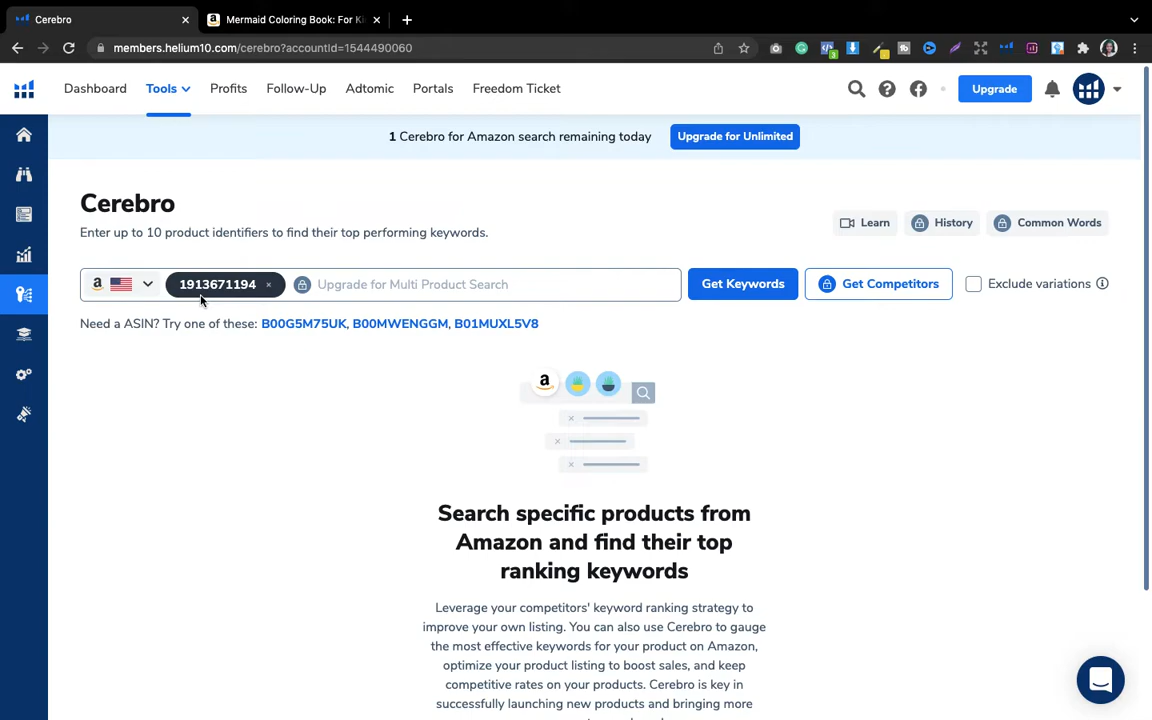 Cerebro
Mermaid Coloring Book: For Ki
members.helium10.com/cerebro?accountId=1544490060
3
Dashboard
Tools
Profits
Follow-Up
Adtomic
Portals
Freedom Ticket
Upgrade
1 Cerebro for Amazon search remaining today
Upgrade for Unlimited
Cerebro
Enter up to 10 product identifiers to find their top performing keywords.
Learn
History
Common Words
1913671194
Upgrade for Multi Product Search
Get Keywords
Get Competitors
Exclude variations
Need a ASIN? Try one of these: B00G5M75UK, B00MWENGGM, B01MUXL5V8
Search specific products from
Amazon and find their top
ranking keywords
Leverage your competitors' keyword ranking strategy to
improve your own listing. You can also use Cerebro to gauge
the most effective keywords for your product on Amazon,
optimize your product listing to boost sales, and keep
competitive rates on your products. Cerebro is key in
successfully launching new products and bringing more